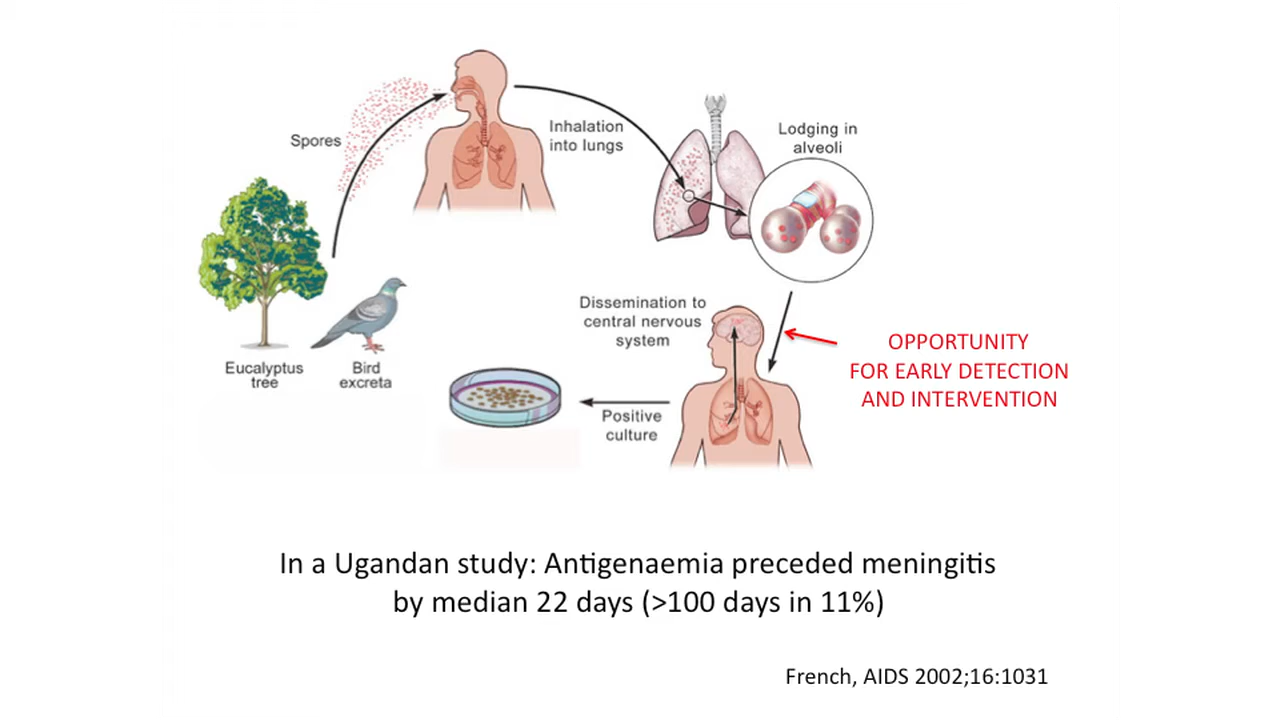 Spores
Inhalation
into lungs
Lodging in
alveoli
Eucalyptus
tree
Bird
excreta
Dissemination to
central nervous
system
Positive
culture
OPPORTUNITY
FOR EARLY DETECTION
AND INTERVENTION
In a Ugandan study: Antigenaemia preceded meningitis
by median 22 days (>100 days in 11%)
French, AIDS 2002;16:1031